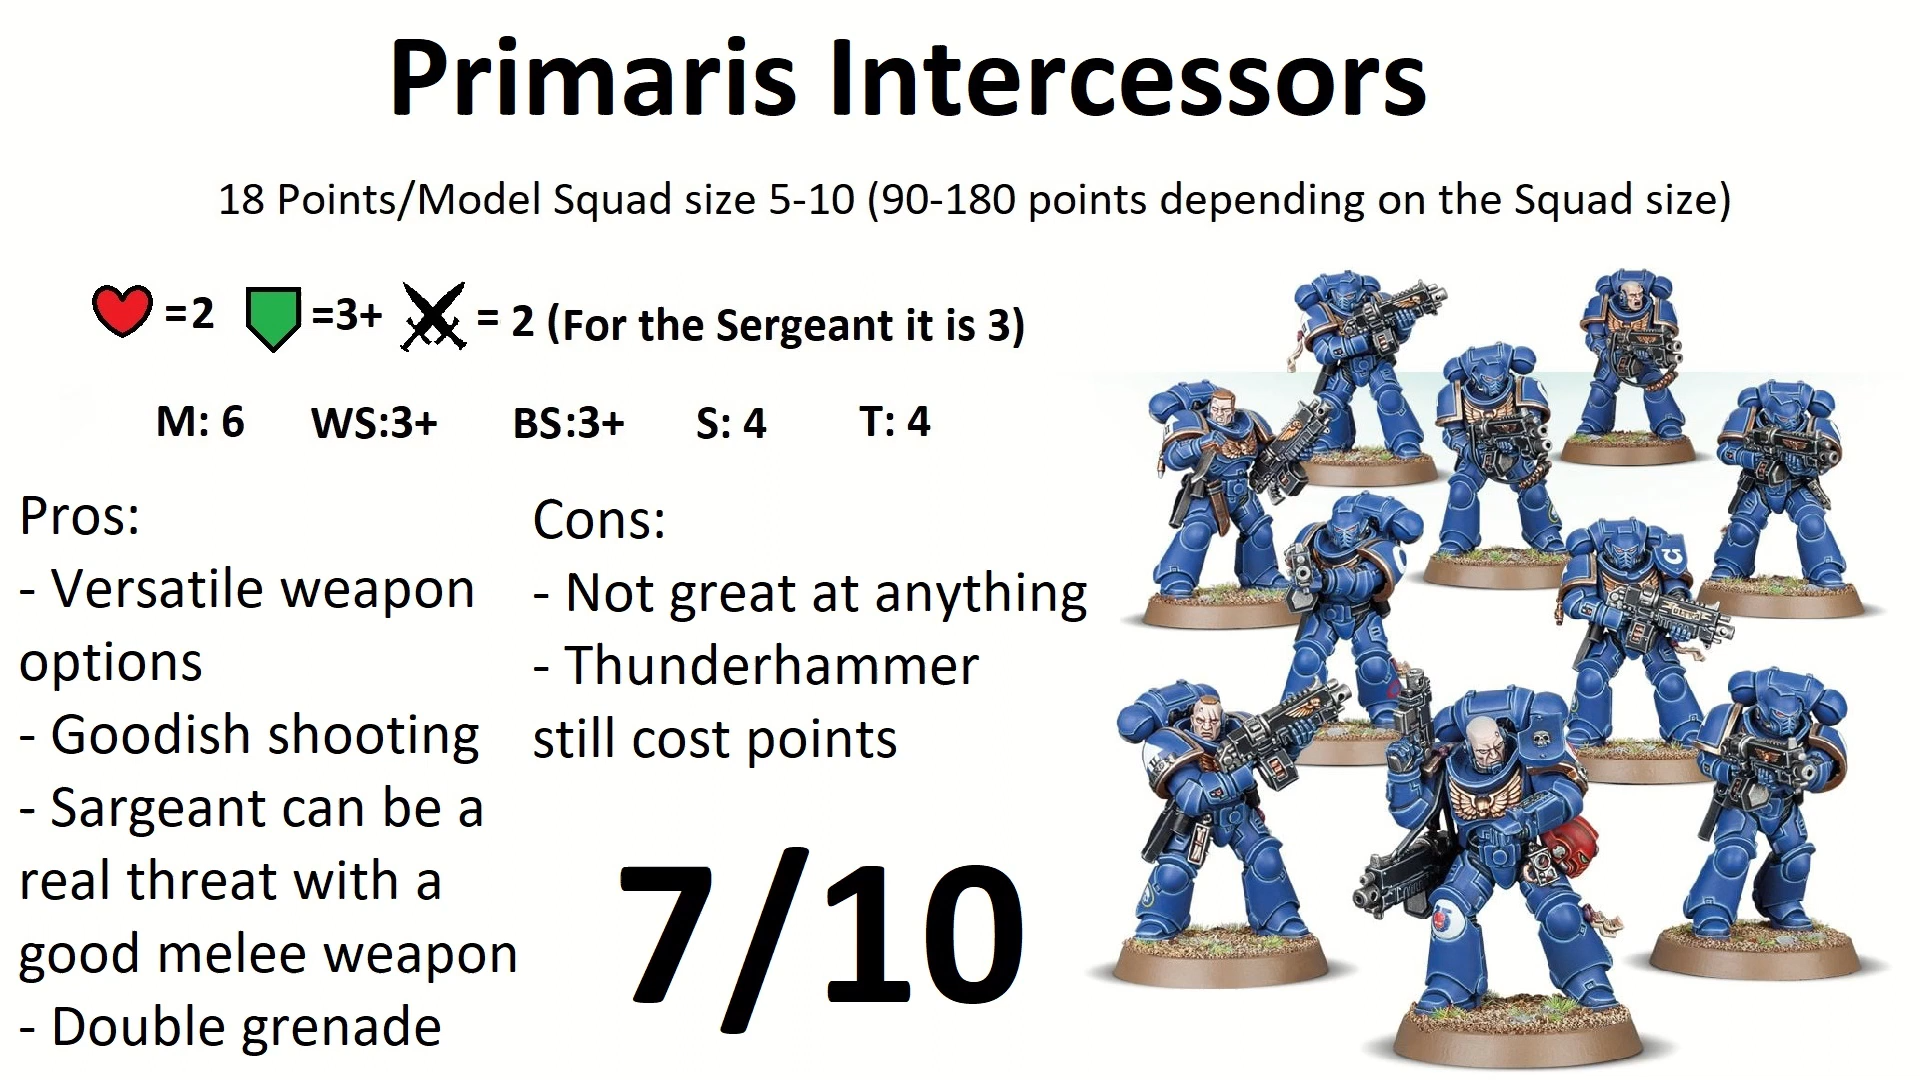 Primaris Intercessors
18 Points/Model Squad size 5-10 (90-180 points depending on the Squad size)
=2 =3+ = 2 (For the Sergeant it is 3)
M: 6 WS:3+ BS:3+ S: 4 T: 4
Pros:
- Versatile weapon
options
- Goodish shooting
- Sargeant can be a
real threat with a
good melee weapon
- Double grenade
Cons:
- Not great at anything
- Thunderhammer
still cost points
7/10